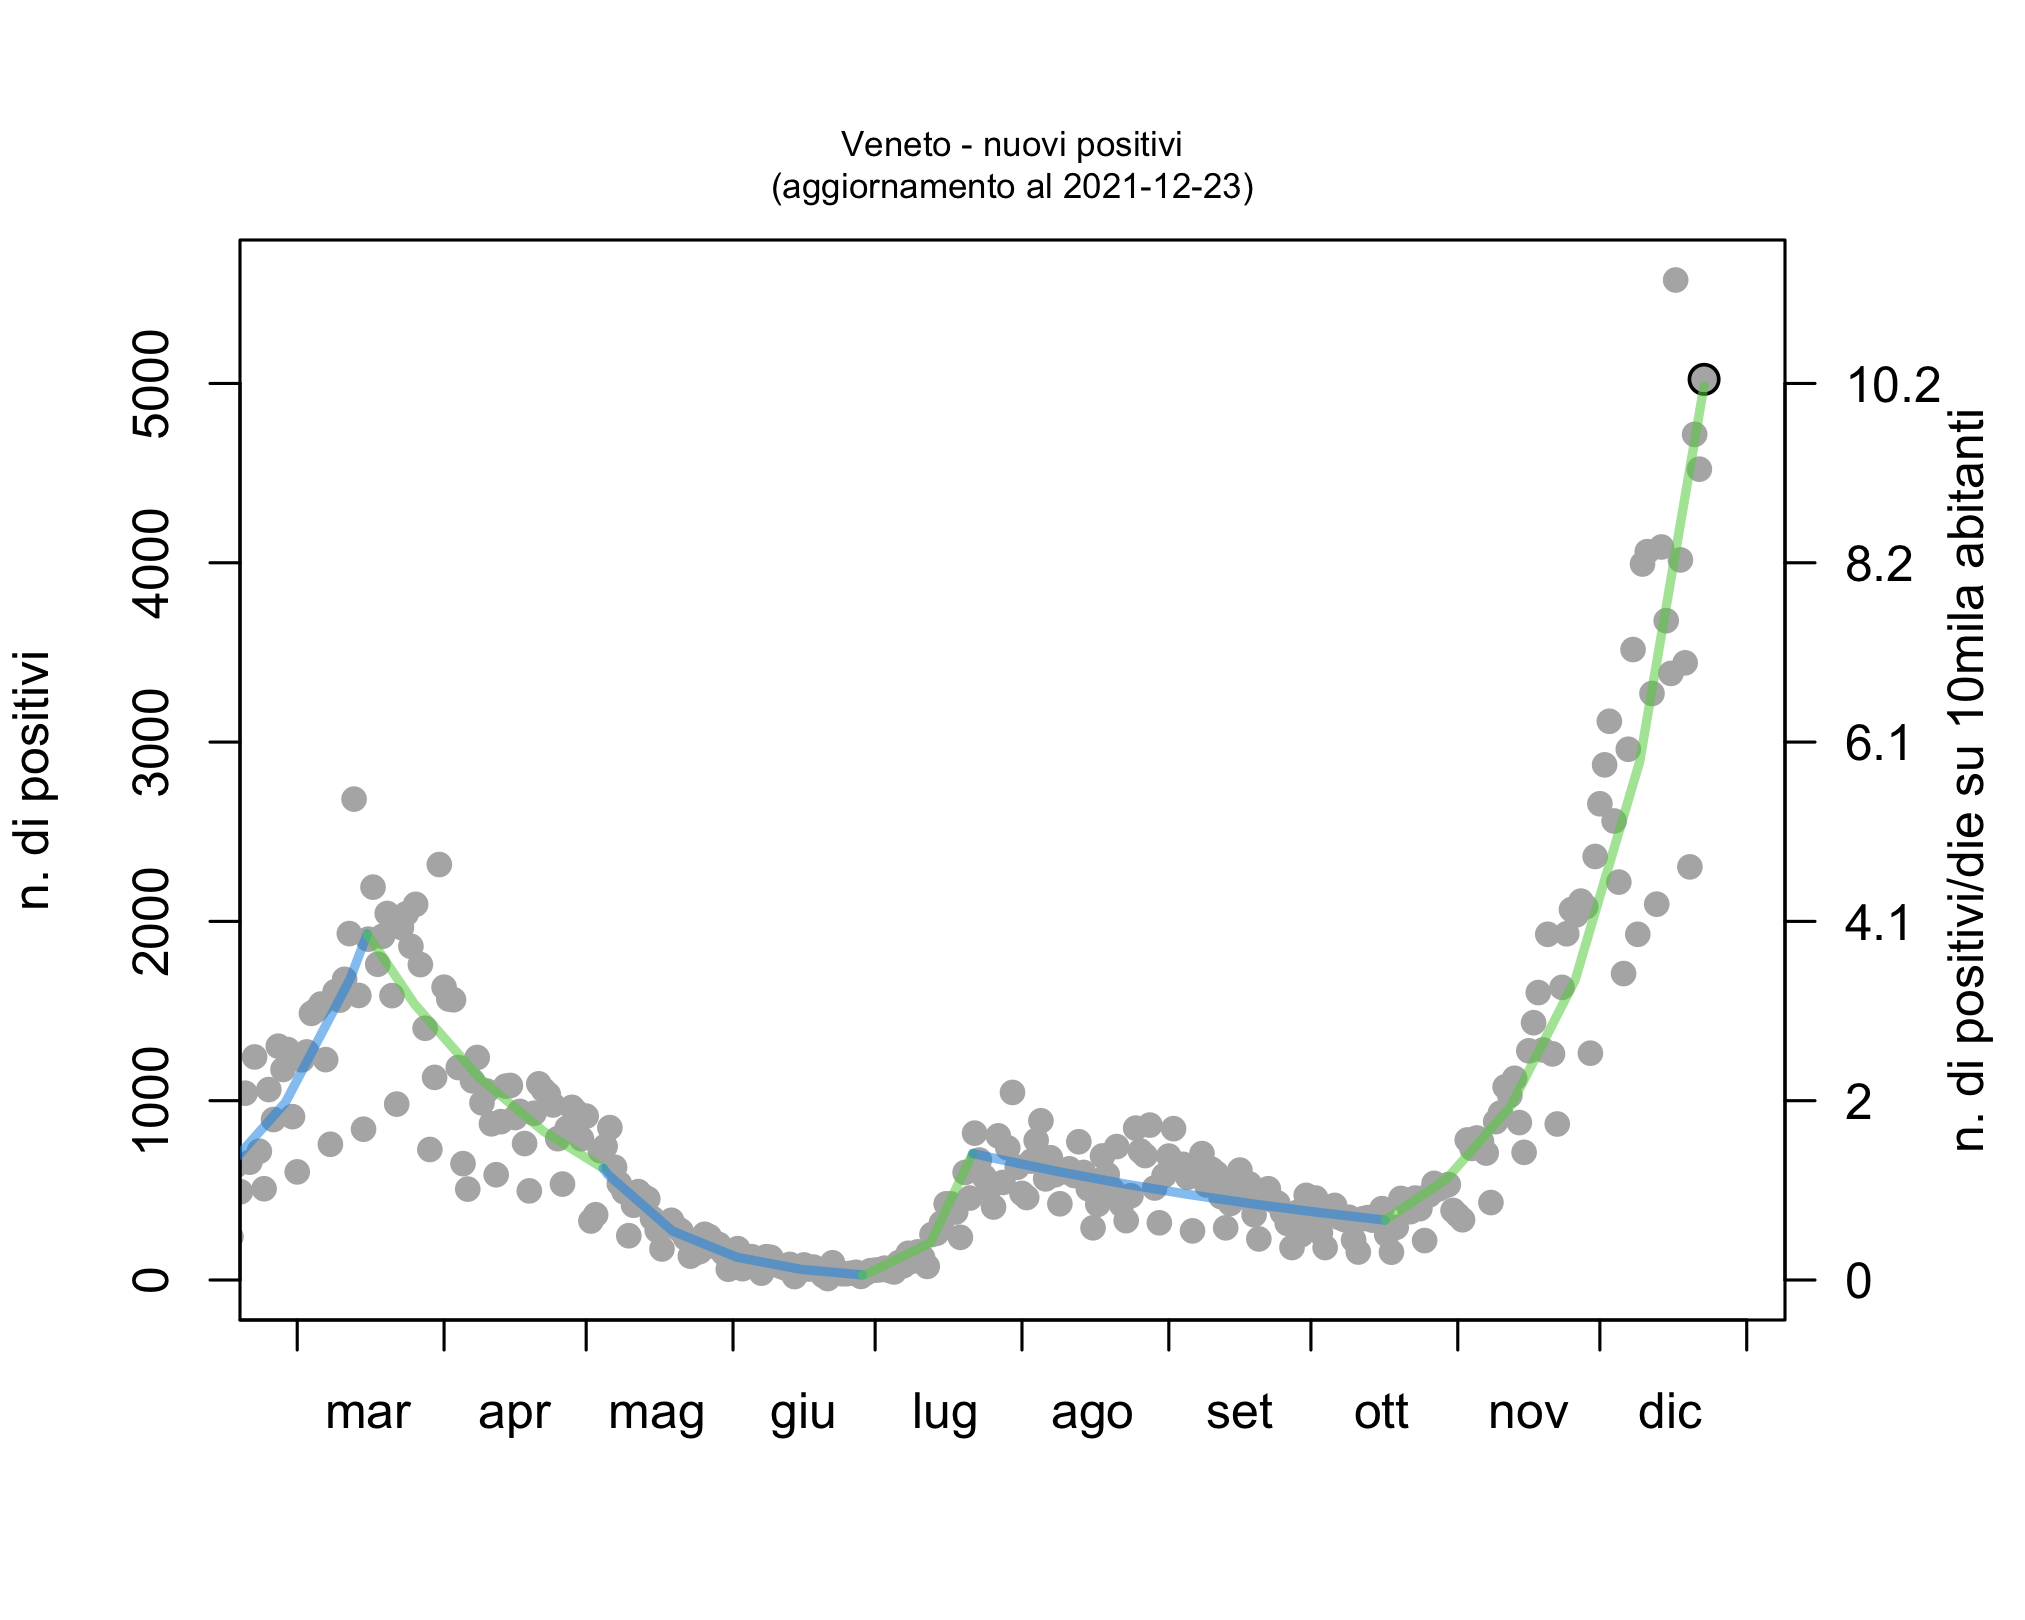 Veneto - nuovi positivi
(aggiornamento al 2021-12-23)
n. di positivi
5000
4000
3000
2000
1000
0
10.2
8.2
6.1
4.1
2
0
n. di positivi/die su 10mila abitanti
mar apr mag giu lug ago set ott nov dic